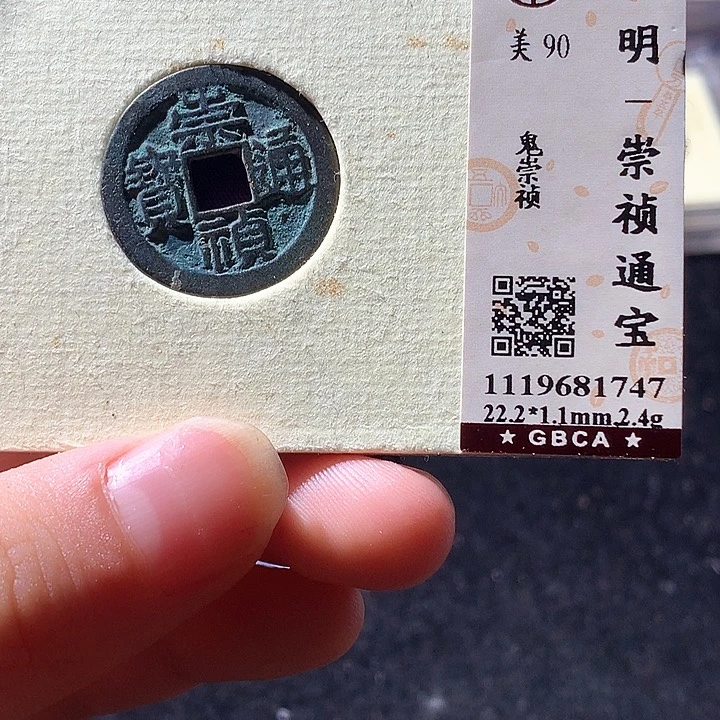 崇禎通寶
明一崇祯通宝
美 90
鬼崇祯
1119681747
22.2*1.1mm,2.4g
★ GBCA ★